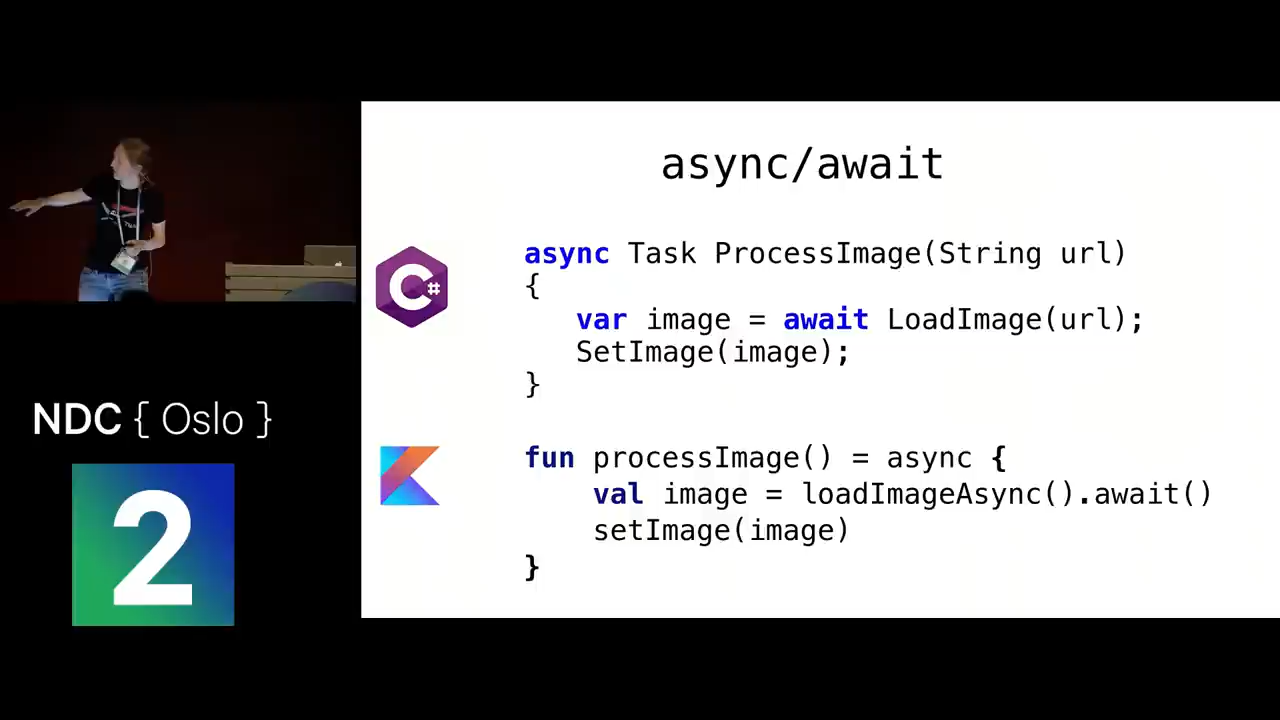 async/await
async Task ProcessImage(String url)
{
var image = await LoadImage(url);
SetImage(image);
}
fun processImage() = async {
val image = loadImageAsync().await()
setImage(image)
}
C#
NDC { Oslo }
2